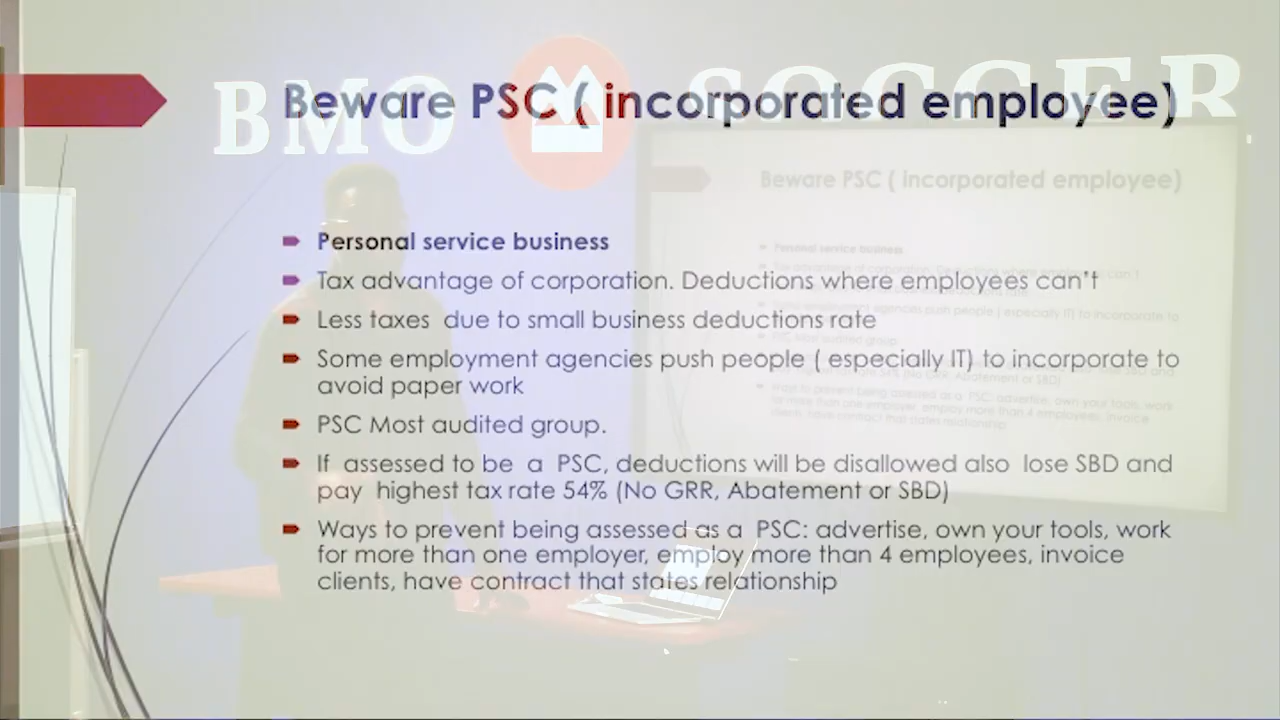 BMO SOCCER
Beware PSC ( incorporated employee)
Beware PSC ( incorporated employee)
Personal service business
Tax advantage of corporation. Deductions where employees can't
Less taxes due to small business deductions rate
Some employment agencies push people ( especially IT) to incorporate to
avoid paper work
PSC Most audited group.
If assessed to be a PSC, deductions will be disallowed also lose SBD and
pay highest tax rate 54% (No GRR, Abatement or SBD)
Ways to prevent being assessed as a PSC: advertise, own your tools, work
for more than one employer, employ more than 4 employees, invoice
clients, have contract that states relationship